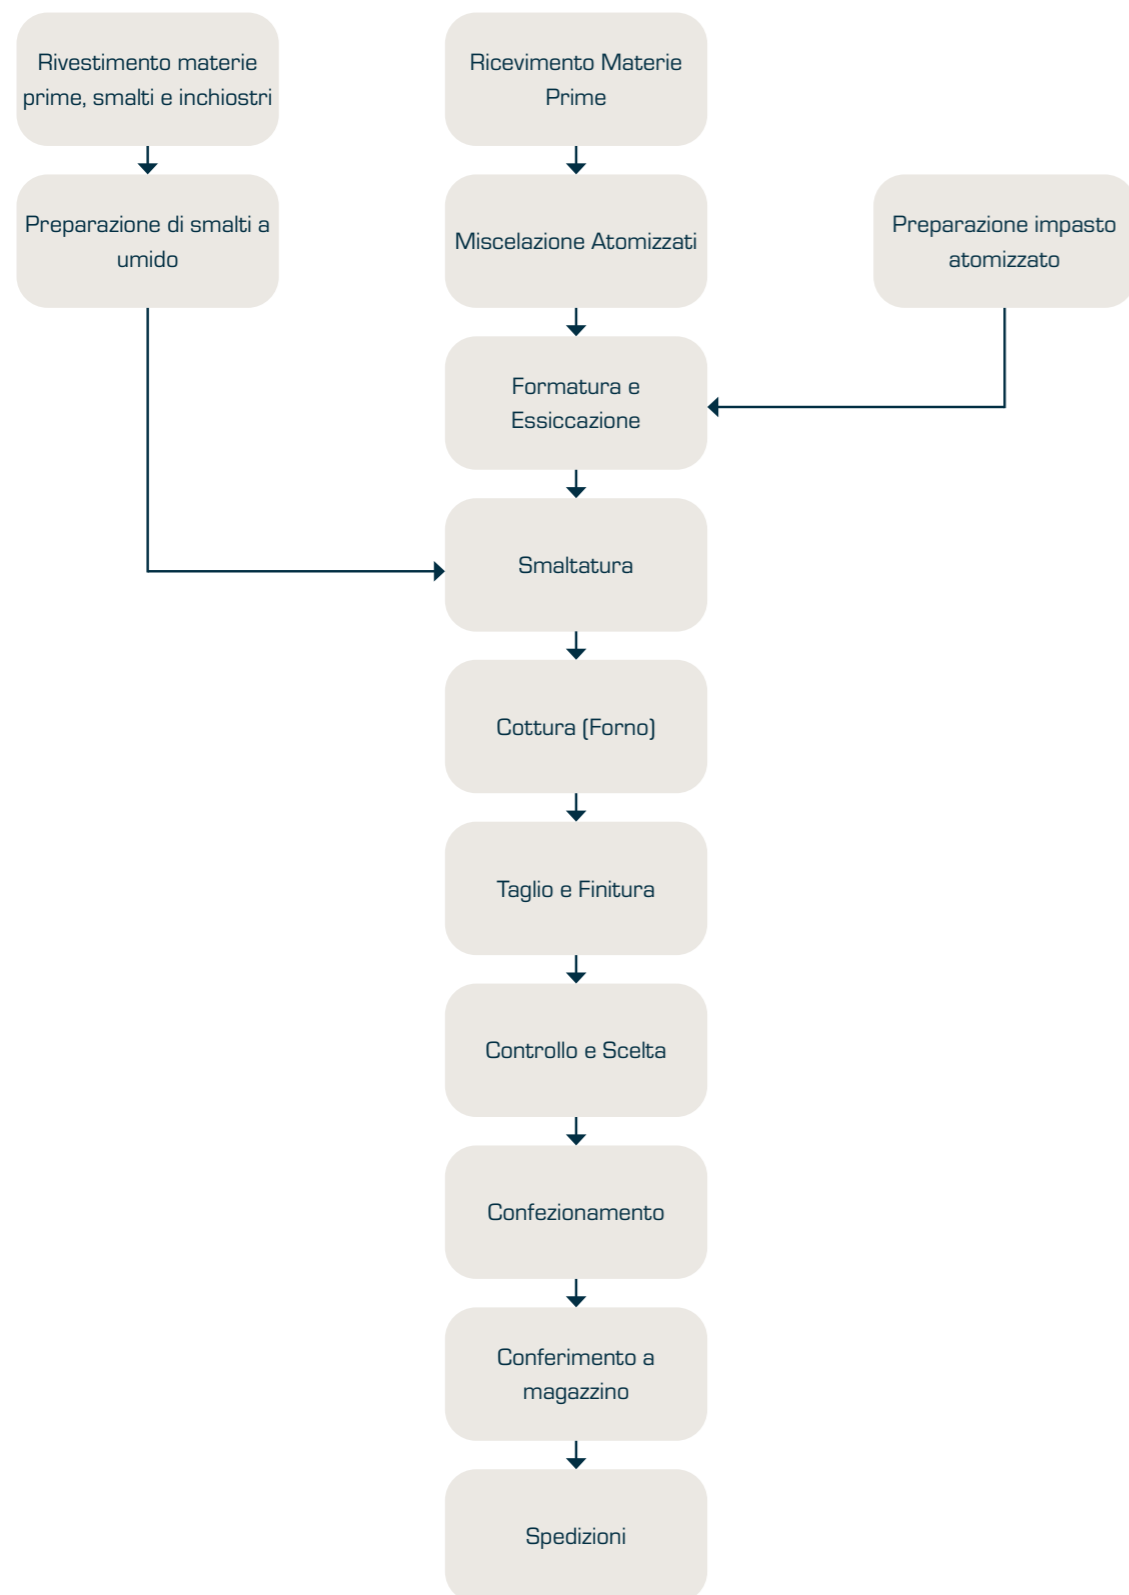 Rivestimento materie
prime, smalti e inchiostri
Ricevimento Materie
Prime
Preparazione di smalti a
umido
Miscelazione Atomizzati
Preparazione impasto
atomizzato
Formatura e
Essiccazione
Smaltatura
Cottura (Forno)
Taglio e Finitura
Controllo e Scelta
Confezionamento
Conferimento a
magazzino
Spedizioni